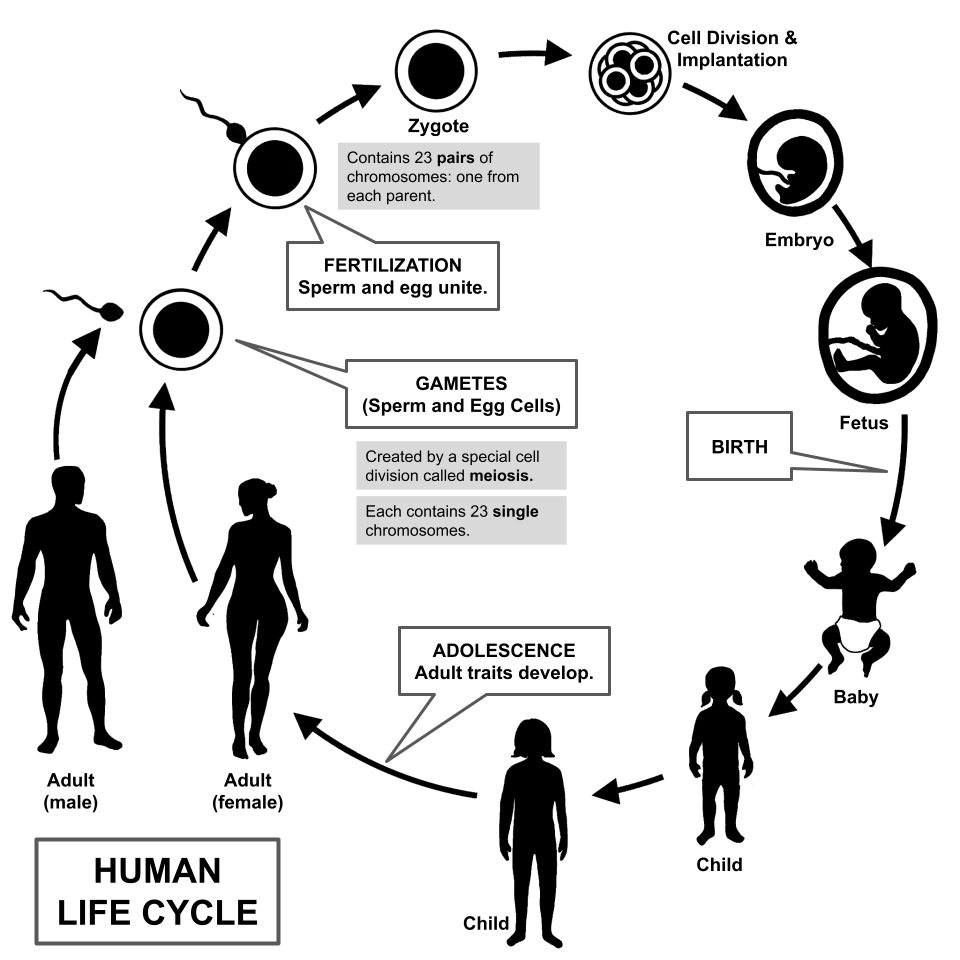 Cell Division &
Implantation
Zygote
Contains 23 pairs of
chromosomes: one from
each parent.
Embryo
FERTILIZATION
Sperm and egg unite.
GAMETES
(Sperm and Egg Cells)
Created by a special cell
division called meiosis.
Each contains 23 single
chromosomes.
Fetus
BIRTH
Baby
ADOLESCENCE
Adult traits develop.
Child
Child
Adult
(male)
Adult
(female)
HUMAN
LIFE CYCLE